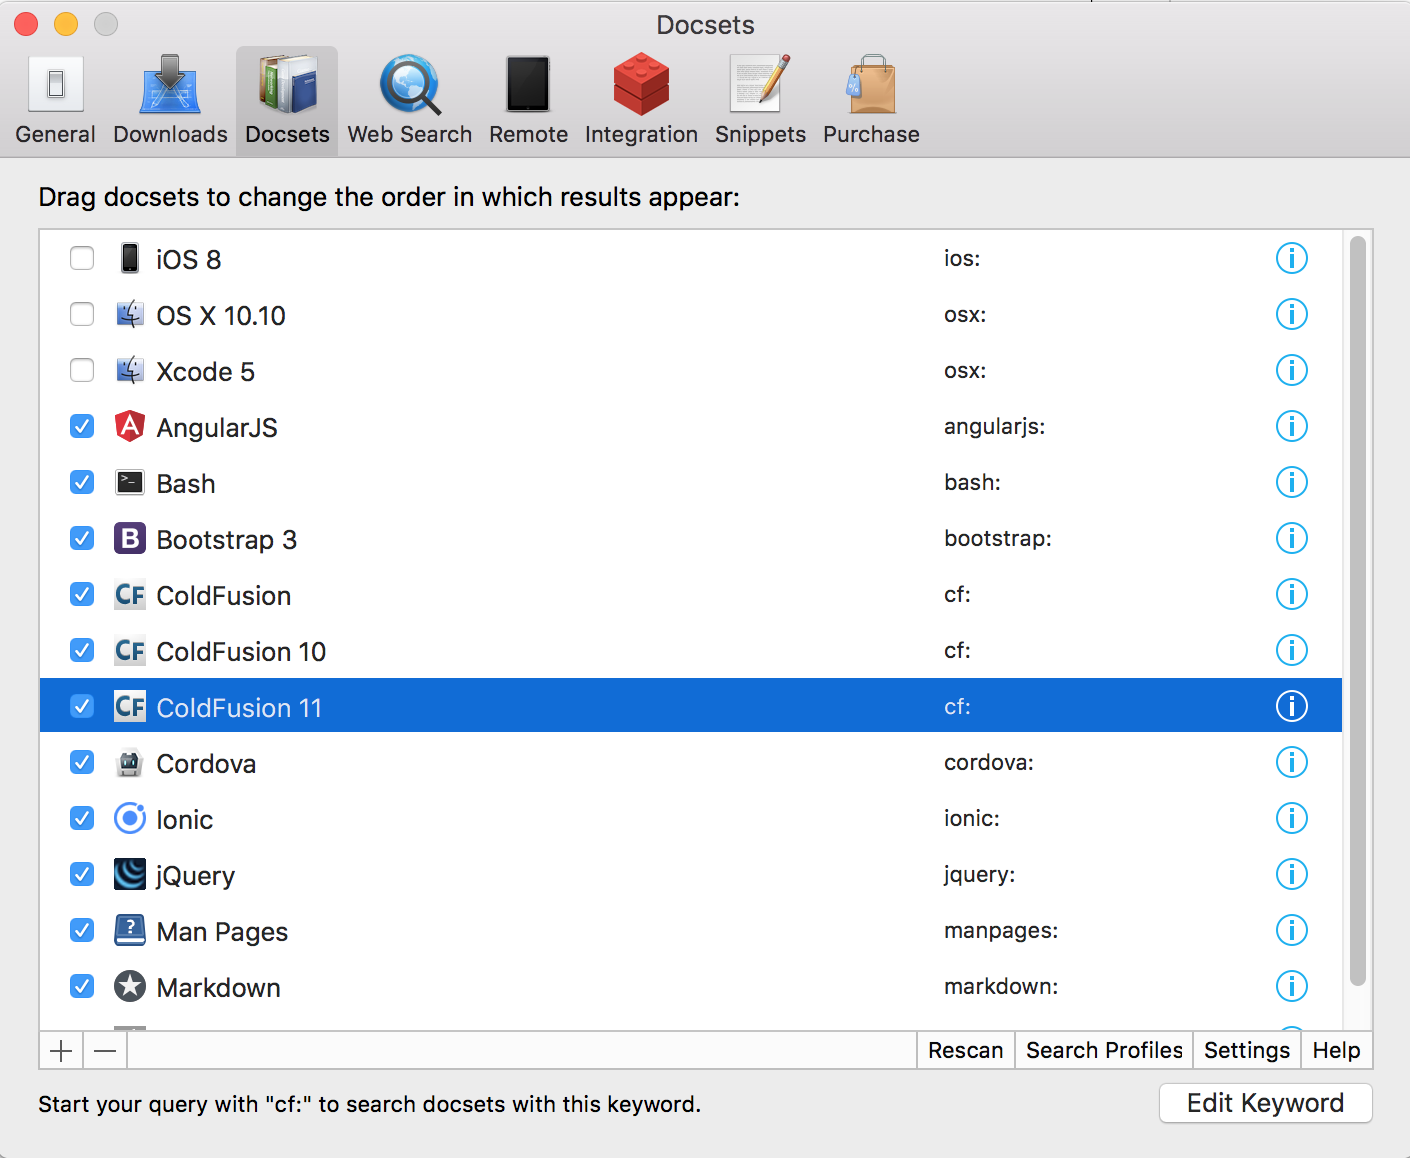 Docsets
General Downloads Docsets Web Search Remote Integration Snippets Purchase
Drag docsets to change the order in which results appear:
iOS 8 ios:
OS X 10.10 osx:
Xcode 5 osx:
AngularJS angularjs:
>_ Bash bash:
B Bootstrap 3 bootstrap:
CF ColdFusion cf:
CF ColdFusion 10 cf:
CF ColdFusion 11 cf:
Cordova cordova:
Ionic ionic:
jQuery jquery:
? Man Pages manpages:
Markdown markdown:
Rescan Search Profiles Settings Help
Start your query with "cf:" to search docsets with this keyword.
Edit Keyword